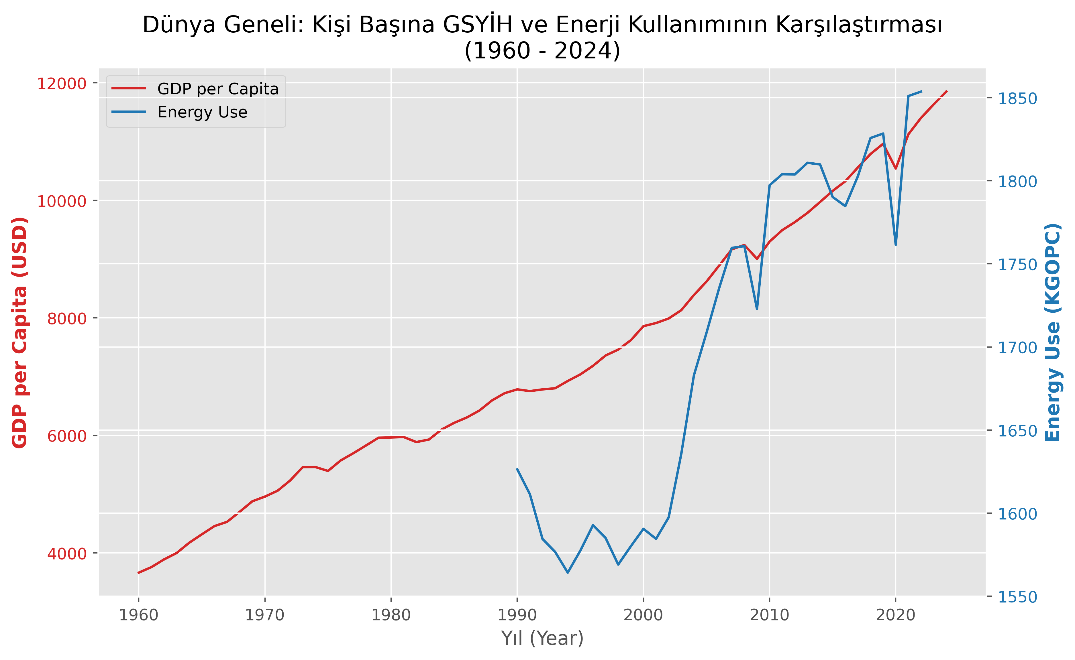 Dünya Geneli: Kişi Başına GSYİH ve Enerji Kullanımının Karşılaştırması
(1960 - 2024)
GDP per Capita
Energy Use
GDP per Capita (USD)
12000
10000
8000
6000
4000
1850
1800
1750
1700
1650
1600
1550
Energy Use (KGOPC)
1960
1970
1980
1990
2000
2010
2020
Yıl (Year)